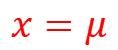 x = μ